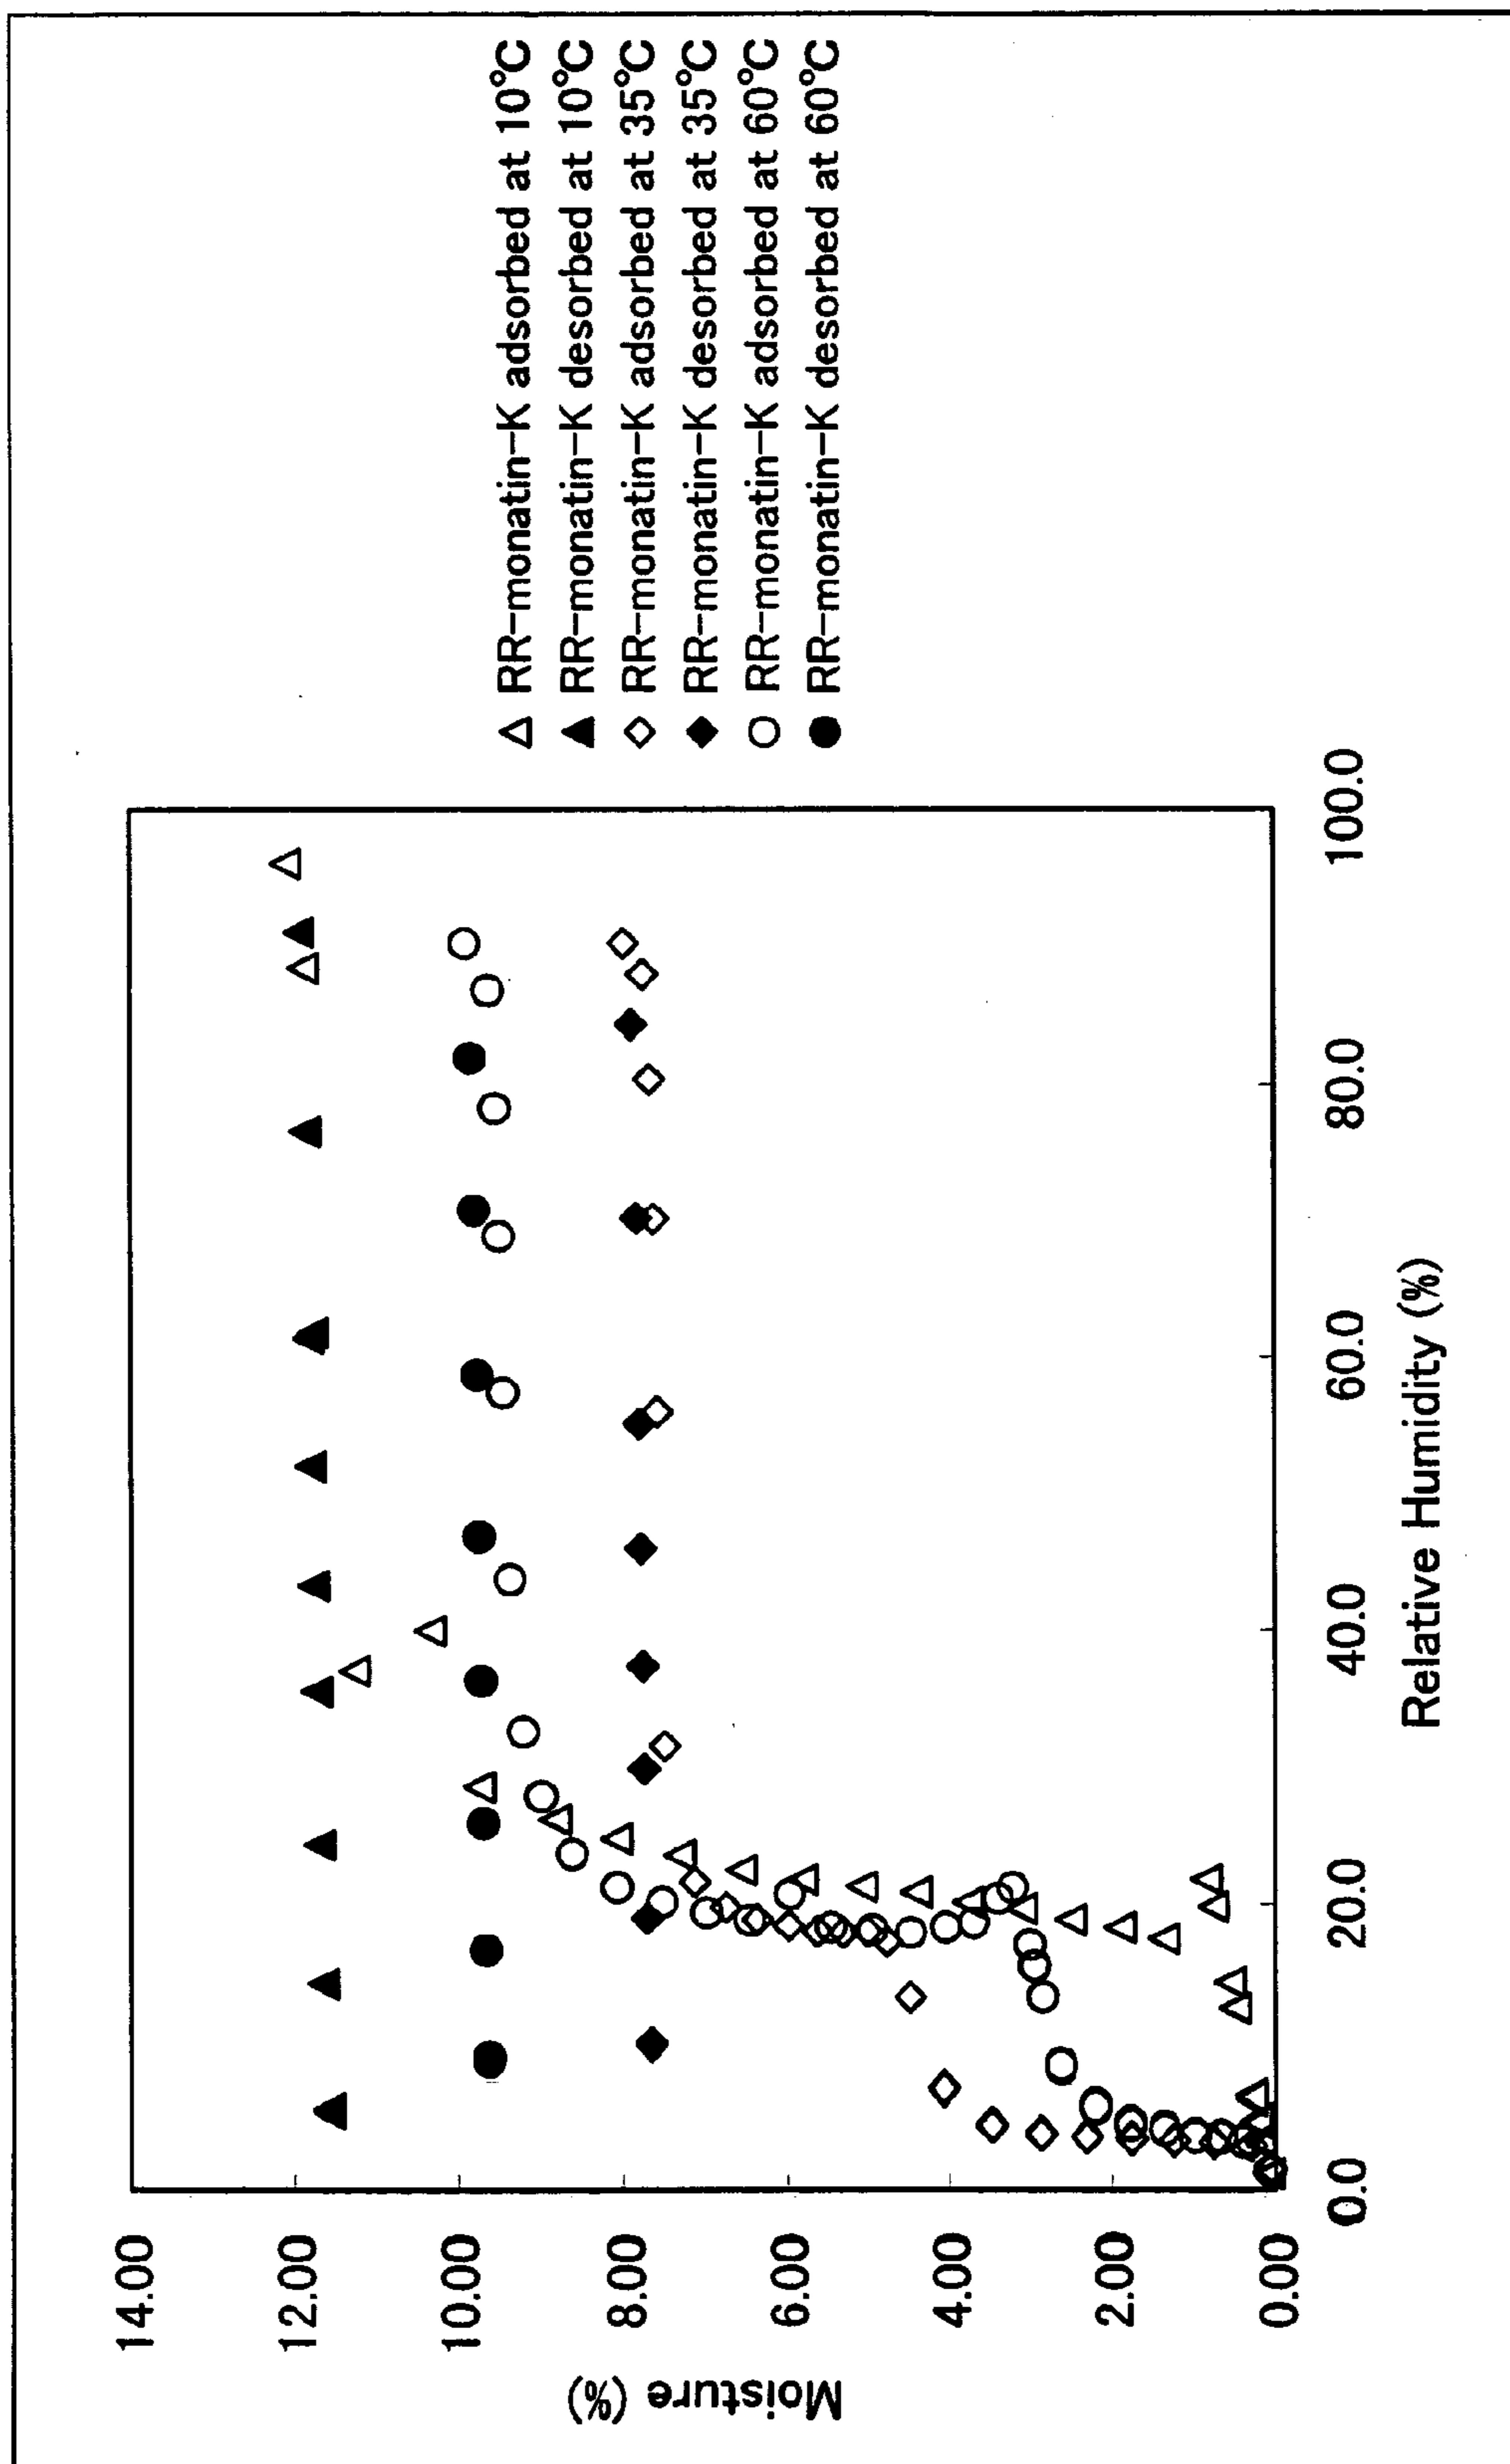 △ RR-monatin-K adsorbed at 10°C
▲ RR-monatin-K desorbed at 10°C
◇ RR-monatin-K adsorbed at 35°C
◆ RR-monatin-K desorbed at 35°C
○ RR-monatin-K adsorbed at 60°C
● RR-monatin-K desorbed at 60°C
Moisture (%)
14.00
12.00
10.00
8.00
6.00
4.00
2.00
0.00
0.0 20.0 40.0 60.0 80.0 100.0
Relative Humidity (%)